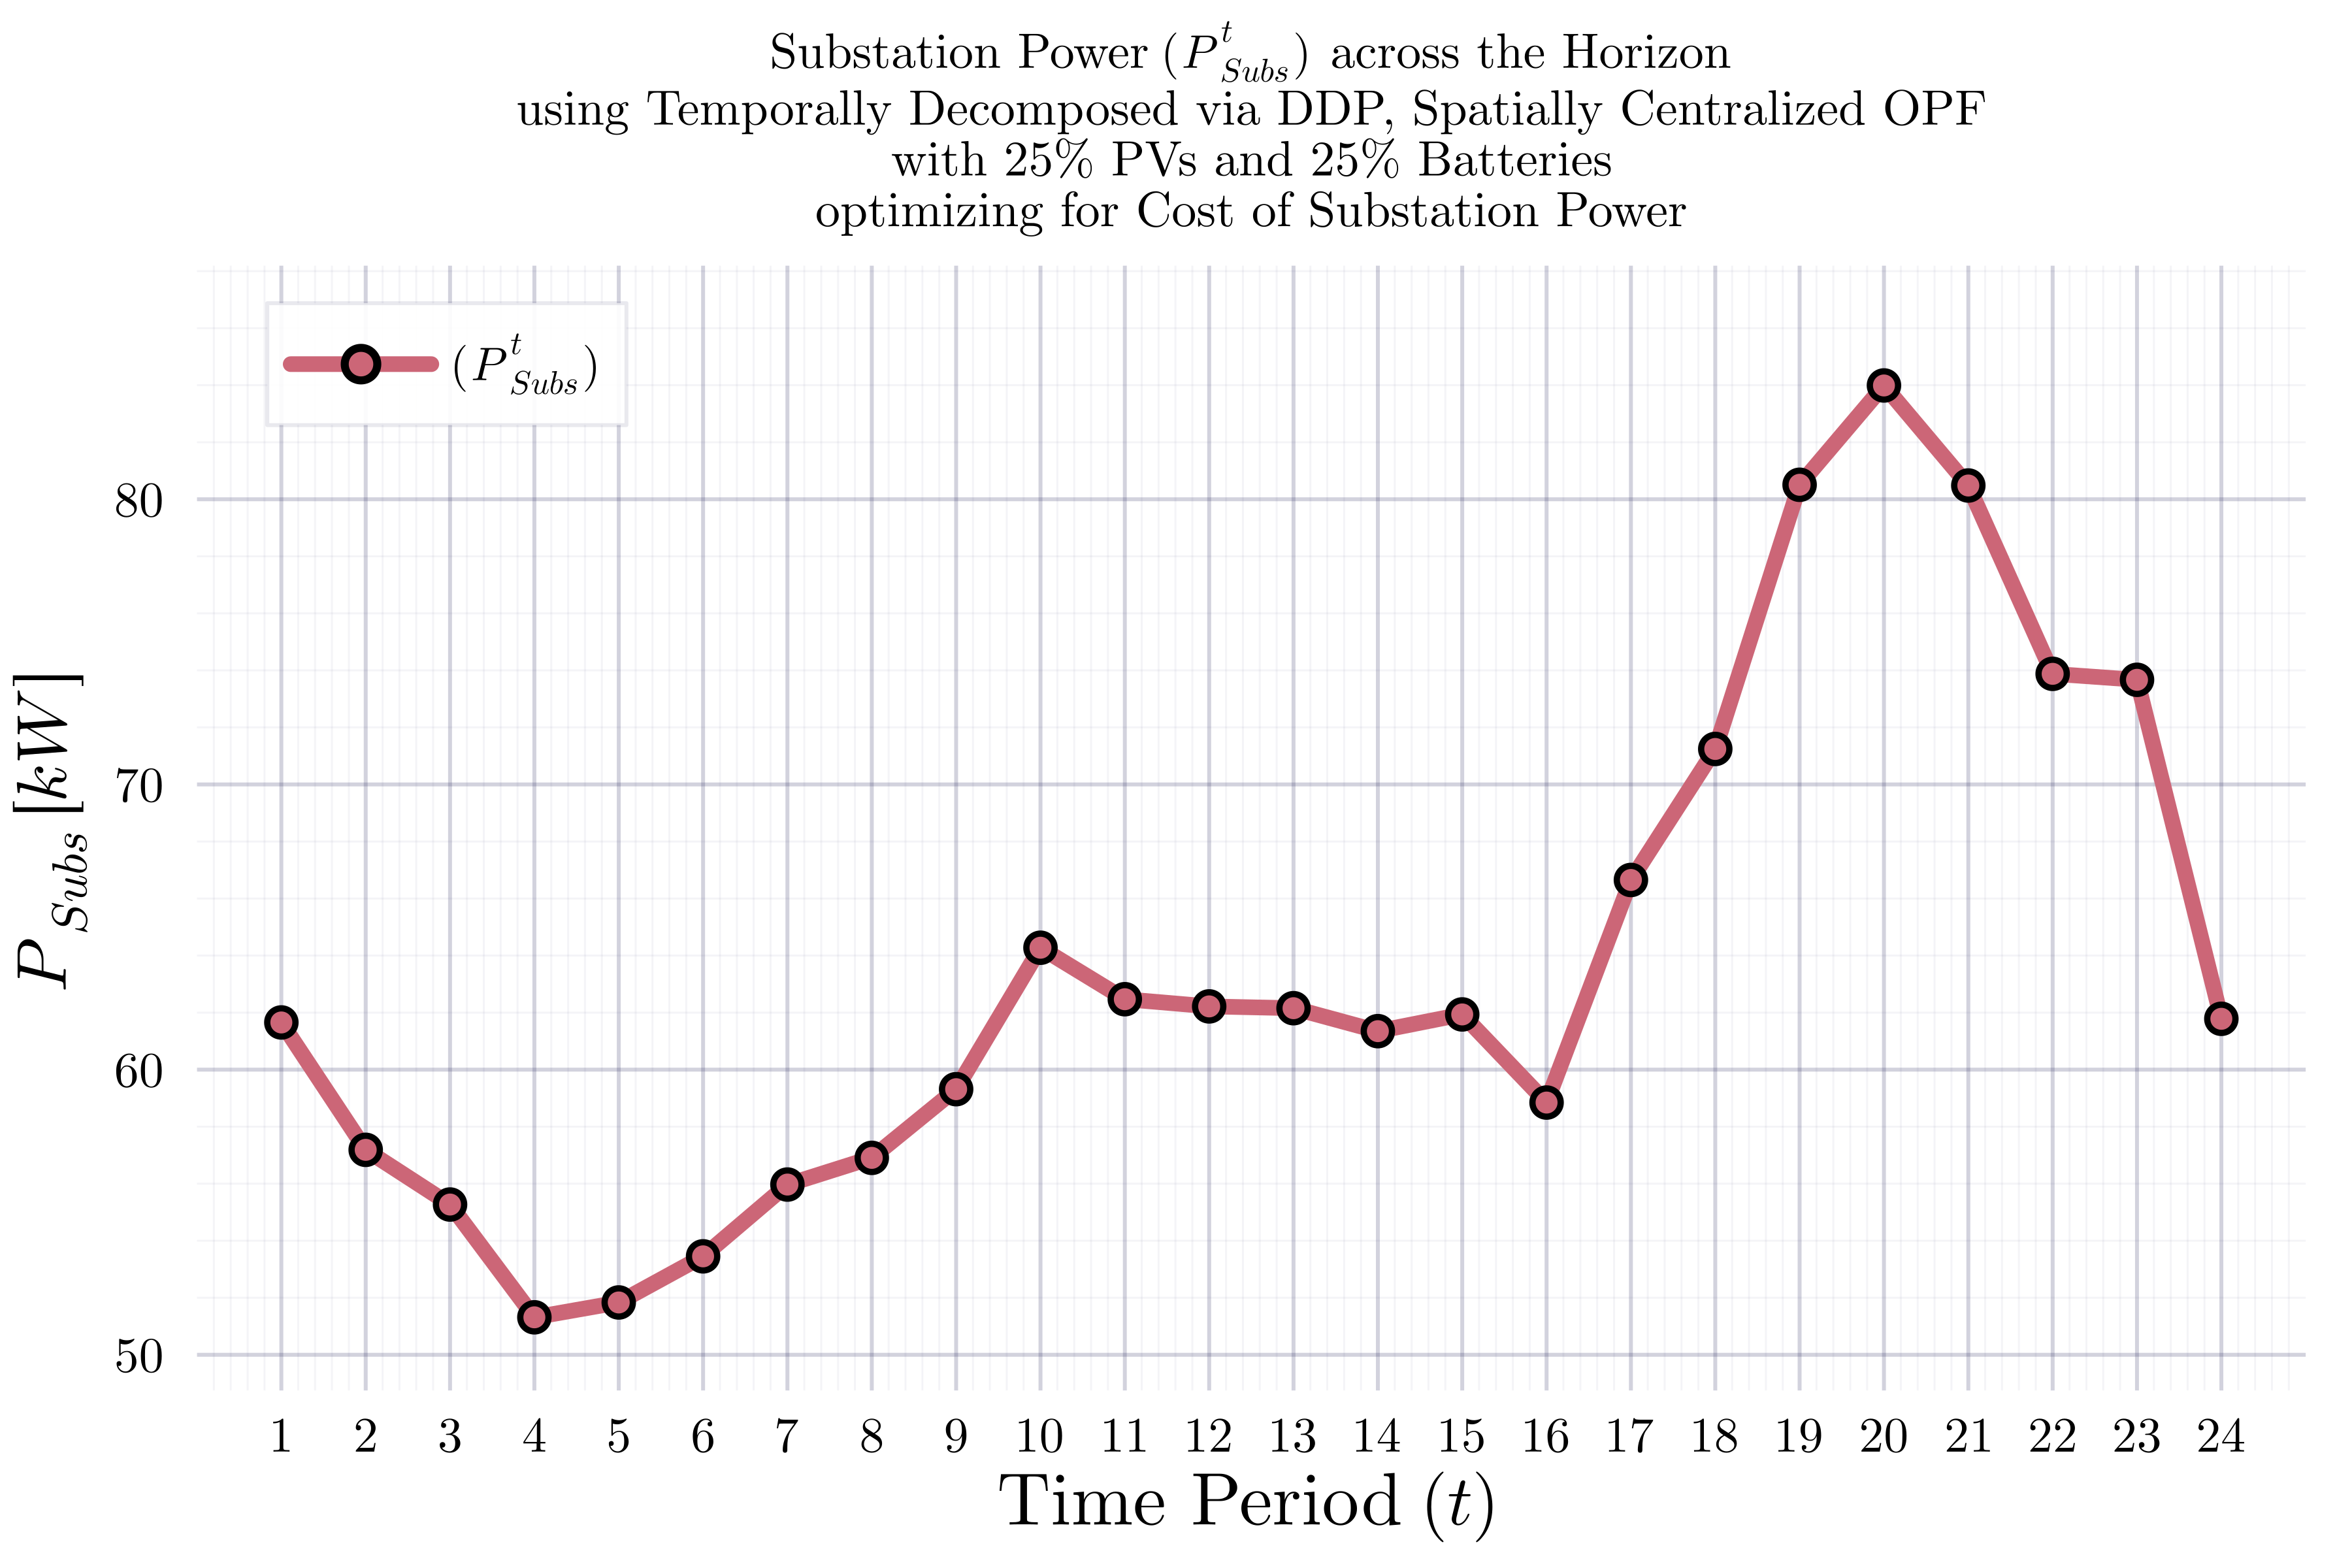 Substation Power (P^t_Subs) across the Horizon
using Temporally Decomposed via DDP, Spatially Centralized OPF
with 25% PVs and 25% Batteries
optimizing for Cost of Substation Power
(P^t_Subs)
80
70
60
50
P_Subs [kW]
1 2 3 4 5 6 7 8 9 10 11 12 13 14 15 16 17 18 19 20 21 22 23 24
Time Period (t)